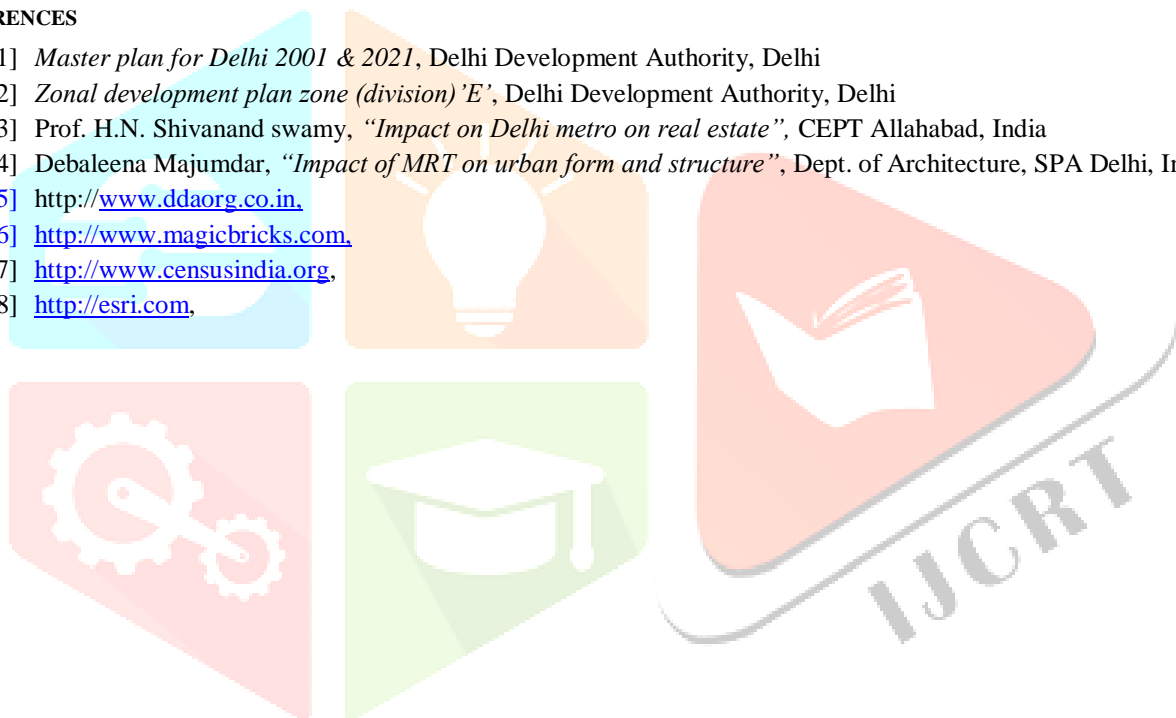 RENCES
1] Master plan for Delhi 2001 & 2021, Delhi Development Authority, Delhi
2] Zonal development plan zone (division)'E', Delhi Development Authority, Delhi
3] Prof. H.N. Shivanand swamy, “Impact on Delhi metro on real estate”, CEPT Allahabad, India
4] Debaleena Majumdar, “Impact of MRT on urban form and structure”, Dept. of Architecture, SPA Delhi, In
5] http://www.ddaorg.co.in,
6] http://www.magicbricks.com,
7] http://www.censusindia.org,
8] http://esri.com,
IJCRT